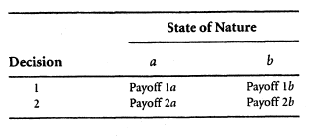 State of Nature
Decision a b
1 Payoff 1a Payoff 1b
2 Payoff 2a Payoff 2b